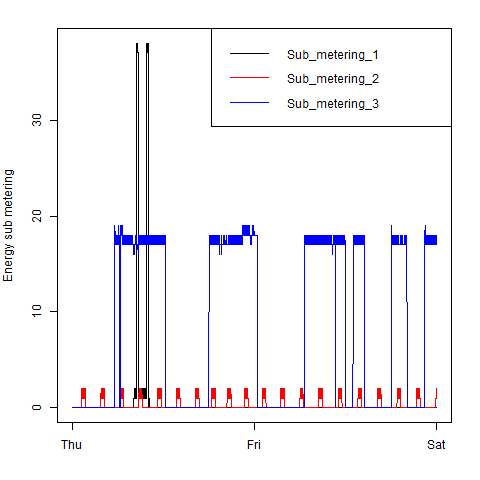 Sub_metering_1
Sub_metering_2
Sub_metering_3
Energy sub metering
30
20
10
0
Thu Fri Sat